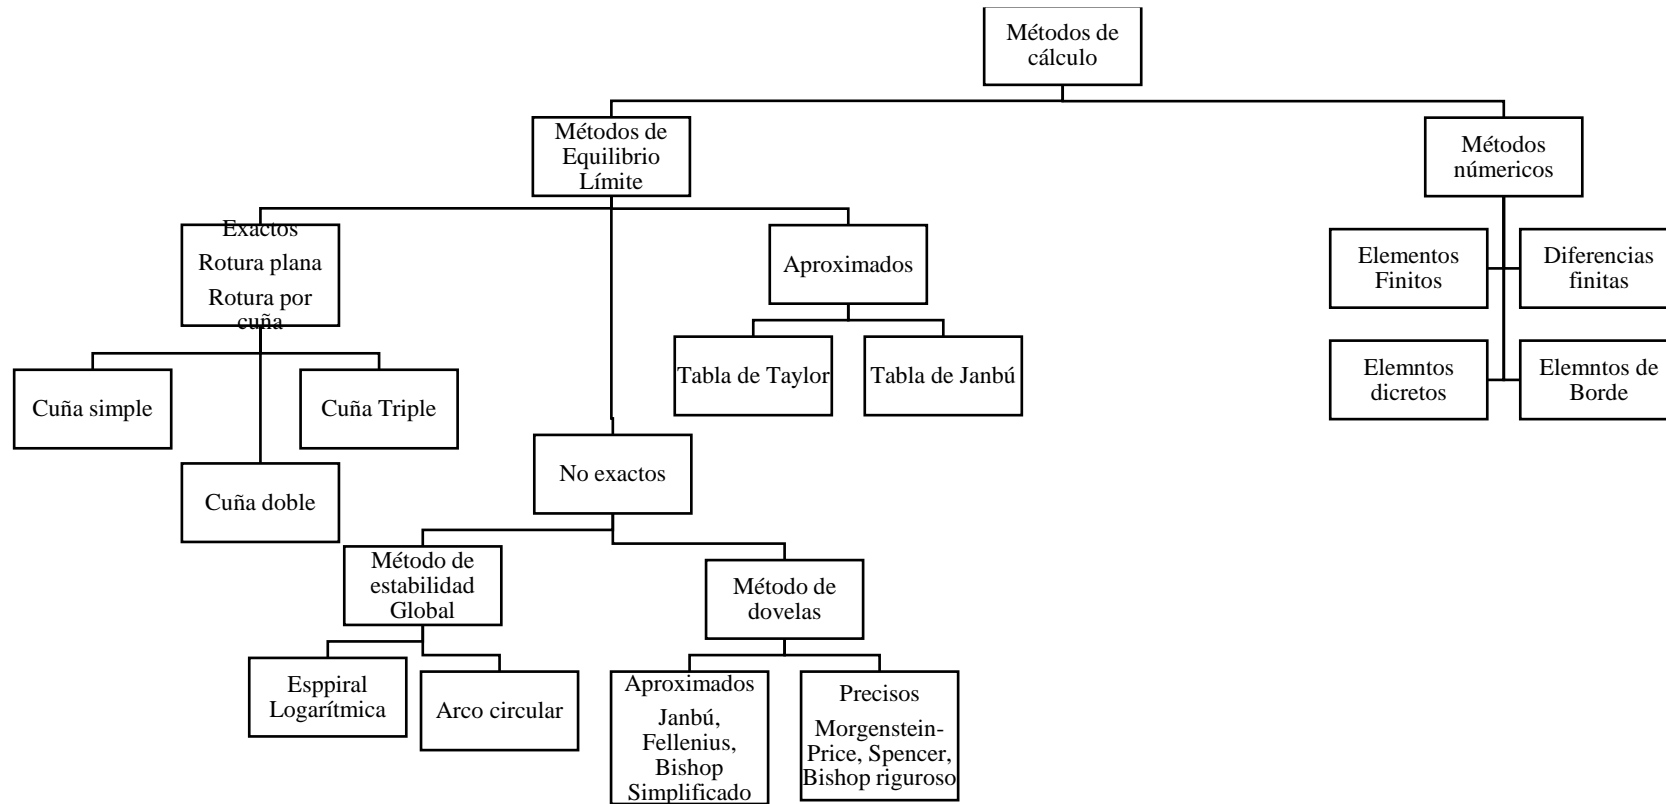 Métodos de
cálculo
Métodos de
Equilibrio
Límite
Métodos
númericos
Exactos
Rotura plana
Rotura por
cuña
Aproximados
Elementos
Finitos
Diferencias
finitas
Tabla de Taylor
Tabla de Janbú
Elemntos
dicretos
Elemntos de
Borde
Cuña simple
Cuña Triple
Cuña doble
No exactos
Método de
estabilidad
Global
Método de
dovelas
Esppiral
Logarítmica
Arco circular
Aproximados
Janbú,
Fellenius,
Bishop
Simplificado
Precisos
Morgenstein-
Price, Spencer,
Bishop riguroso